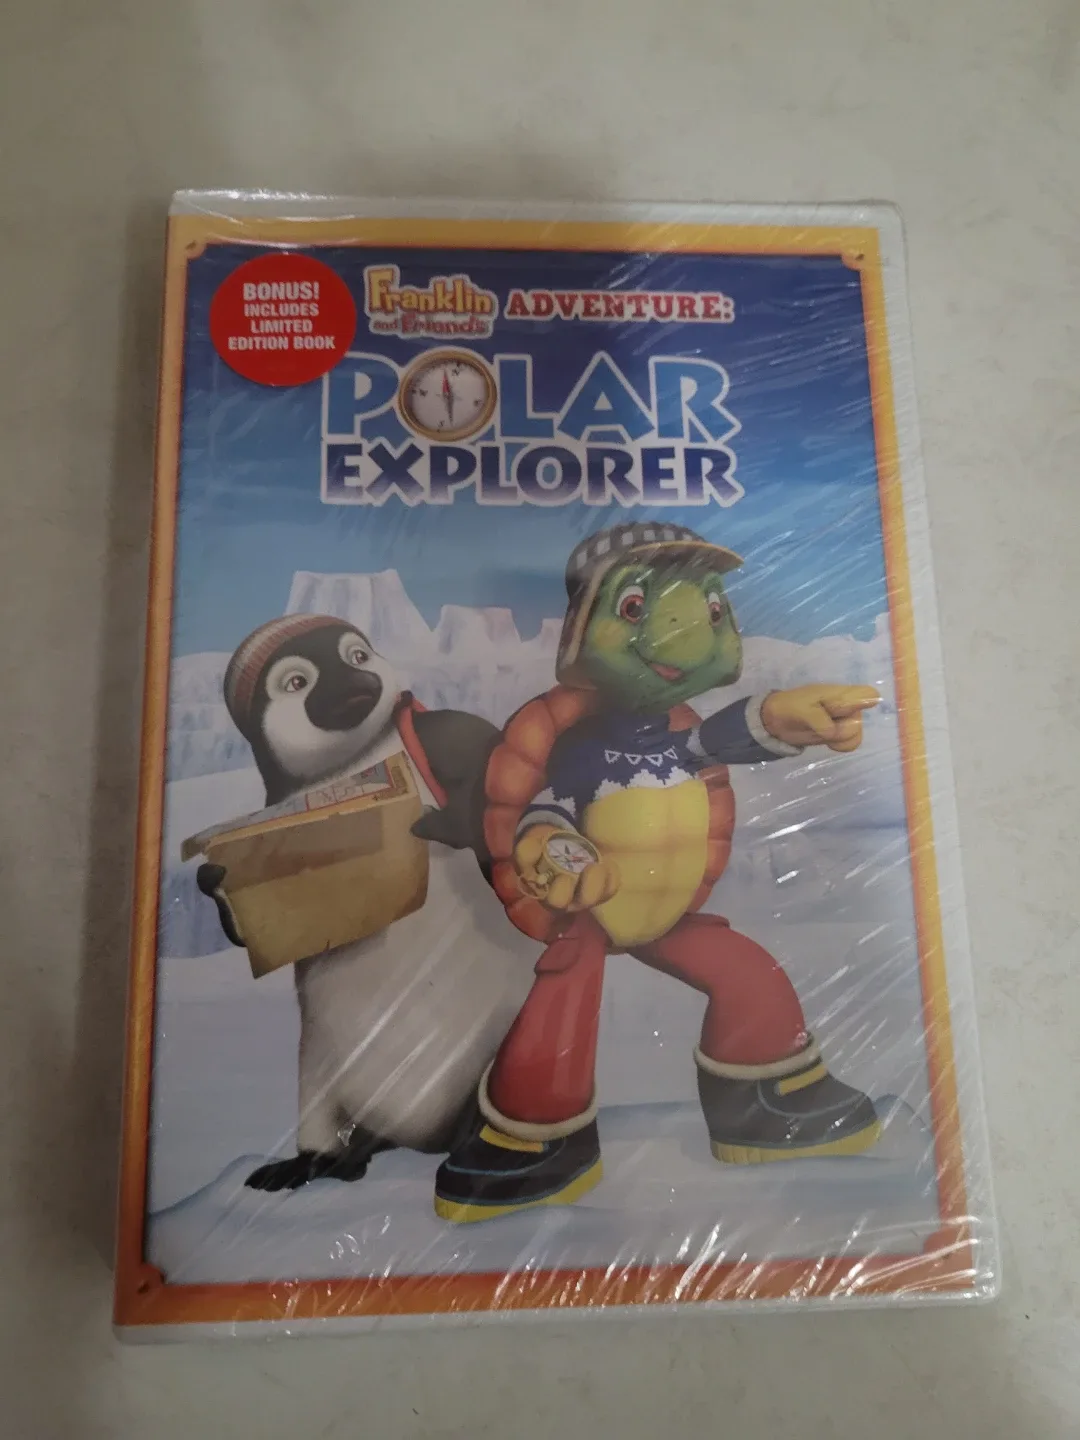 BONUS!
INCLUDES
LIMITED
EDITION BOOK
Franklin
and Friends
ADVENTURE:
POLAR
EXPLORER